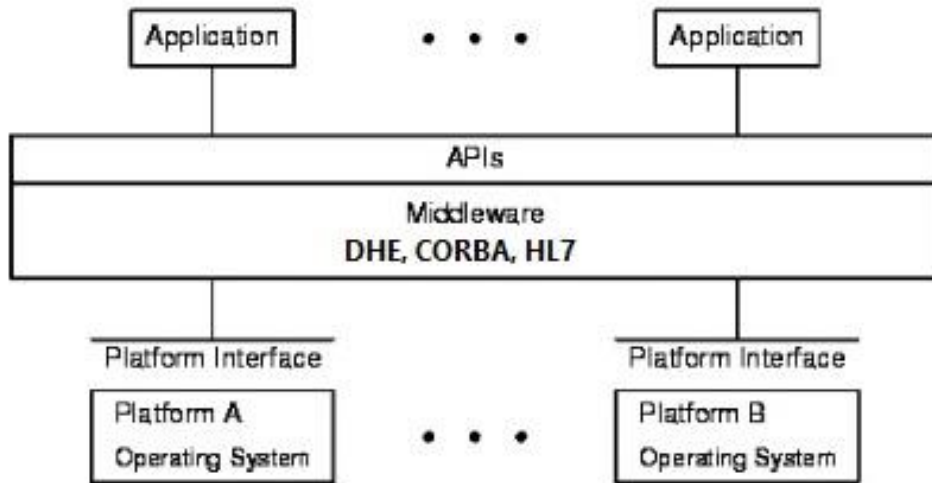 Application
Application
APIs
Middleware
DHE, CORBA, HL7
Platform Interface
Platform Interface
Platform A
Operating System
Platform B
Operating System